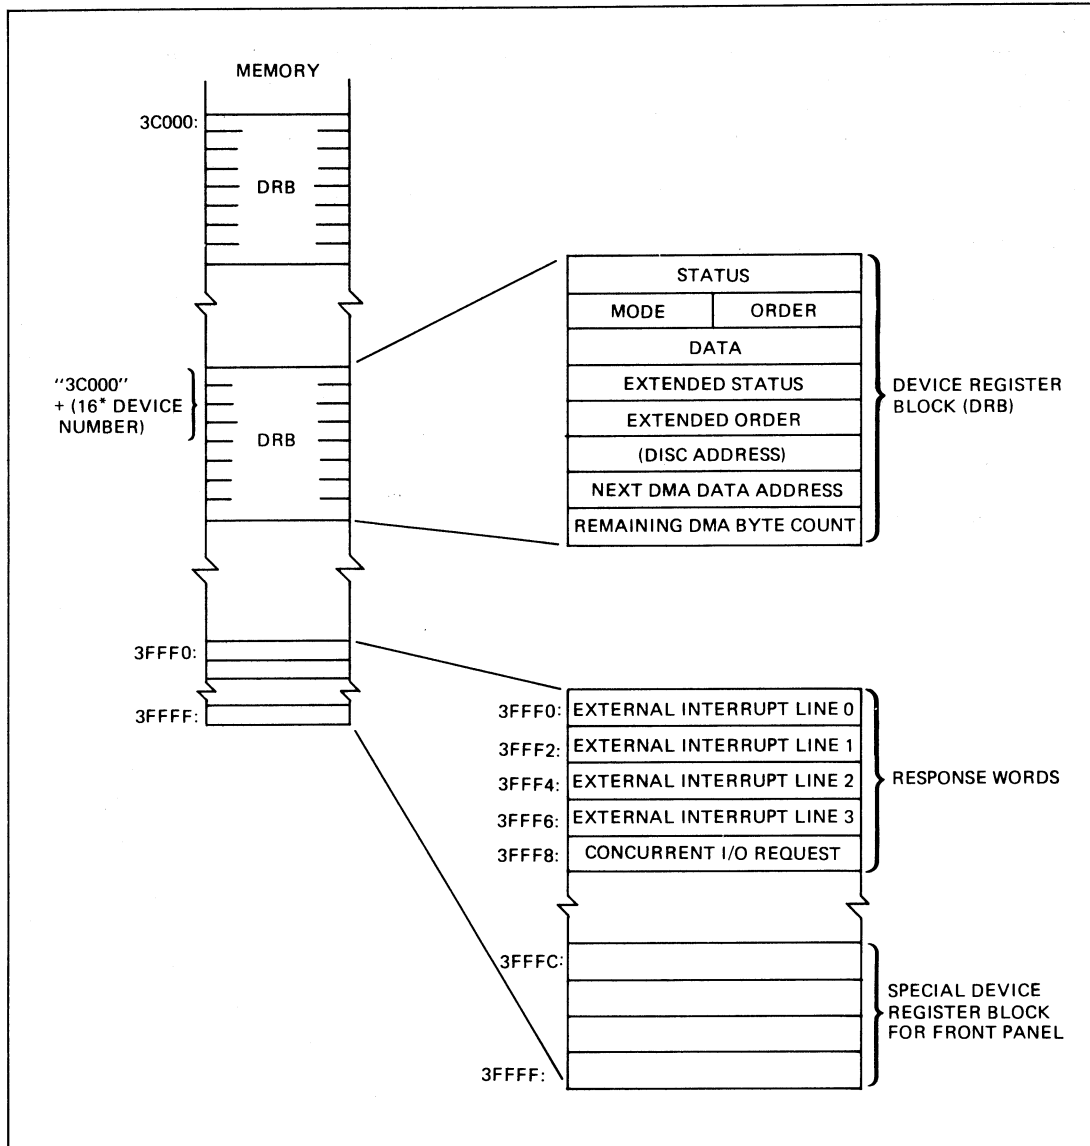 MEMORY
3C000:
DRB
"3C000"
+ (16* DEVICE
NUMBER)
DRB
3FFF0:
3FFFF:
STATUS
MODE ORDER
DATA
EXTENDED STATUS
EXTENDED ORDER
(DISC ADDRESS)
NEXT DMA DATA ADDRESS
REMAINING DMA BYTE COUNT
DEVICE REGISTER
BLOCK (DRB)
3FFF0: EXTERNAL INTERRUPT LINE 0
3FFF2: EXTERNAL INTERRUPT LINE 1
3FFF4: EXTERNAL INTERRUPT LINE 2
3FFF6: EXTERNAL INTERRUPT LINE 3
3FFF8: CONCURRENT I/O REQUEST
RESPONSE WORDS
3FFFC:
3FFFF:
SPECIAL DEVICE
REGISTER BLOCK
FOR FRONT PANEL